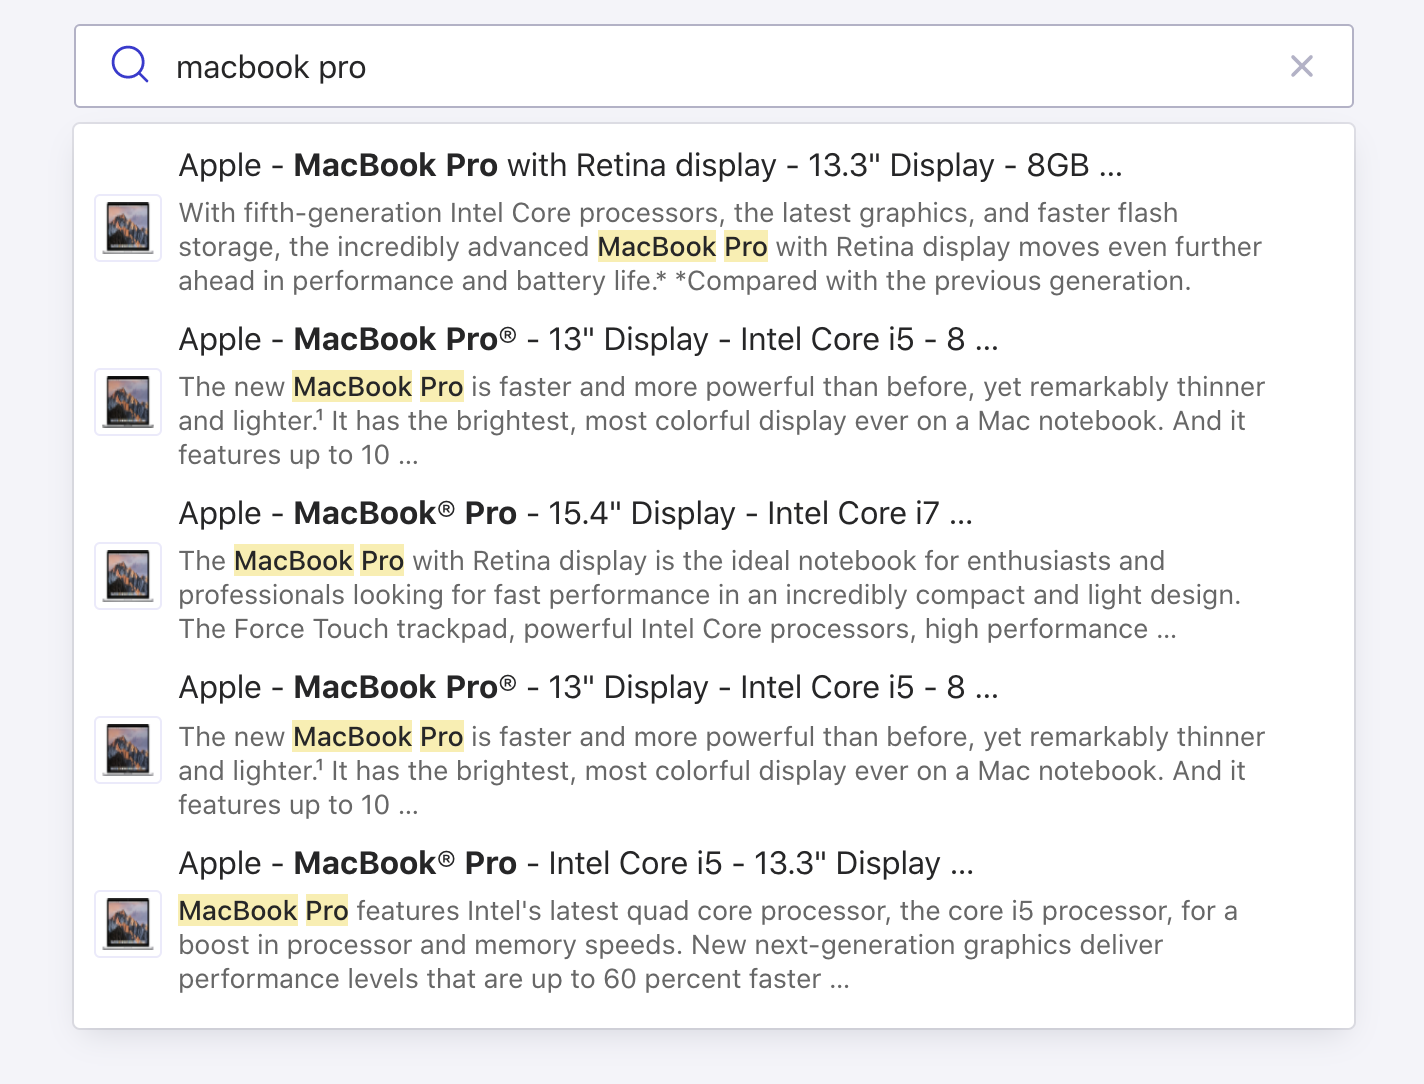 macbook pro
Apple - MacBook Pro with Retina display - 13.3" Display - 8GB ...
With fifth-generation Intel Core processors, the latest graphics, and faster flash
storage, the incredibly advanced MacBook Pro with Retina display moves even further
ahead in performance and battery life.* *Compared with the previous generation.
Apple - MacBook Pro® - 13" Display - Intel Core i5 - 8 ...
The new MacBook Pro is faster and more powerful than before, yet remarkably thinner
and lighter.¹ It has the brightest, most colorful display ever on a Mac notebook. And it
features up to 10 ...
Apple - MacBook® Pro - 15.4" Display - Intel Core i7 ...
The MacBook Pro with Retina display is the ideal notebook for enthusiasts and
professionals looking for fast performance in an incredibly compact and light design.
The Force Touch trackpad, powerful Intel Core processors, high performance ...
Apple - MacBook Pro® - 13" Display - Intel Core i5 - 8 ...
The new MacBook Pro is faster and more powerful than before, yet remarkably thinner
and lighter.¹ It has the brightest, most colorful display ever on a Mac notebook. And it
features up to 10 ...
Apple - MacBook® Pro - Intel Core i5 - 13.3" Display ...
MacBook Pro features Intel's latest quad core processor, the core i5 processor, for a
boost in processor and memory speeds. New next-generation graphics deliver
performance levels that are up to 60 percent faster ...